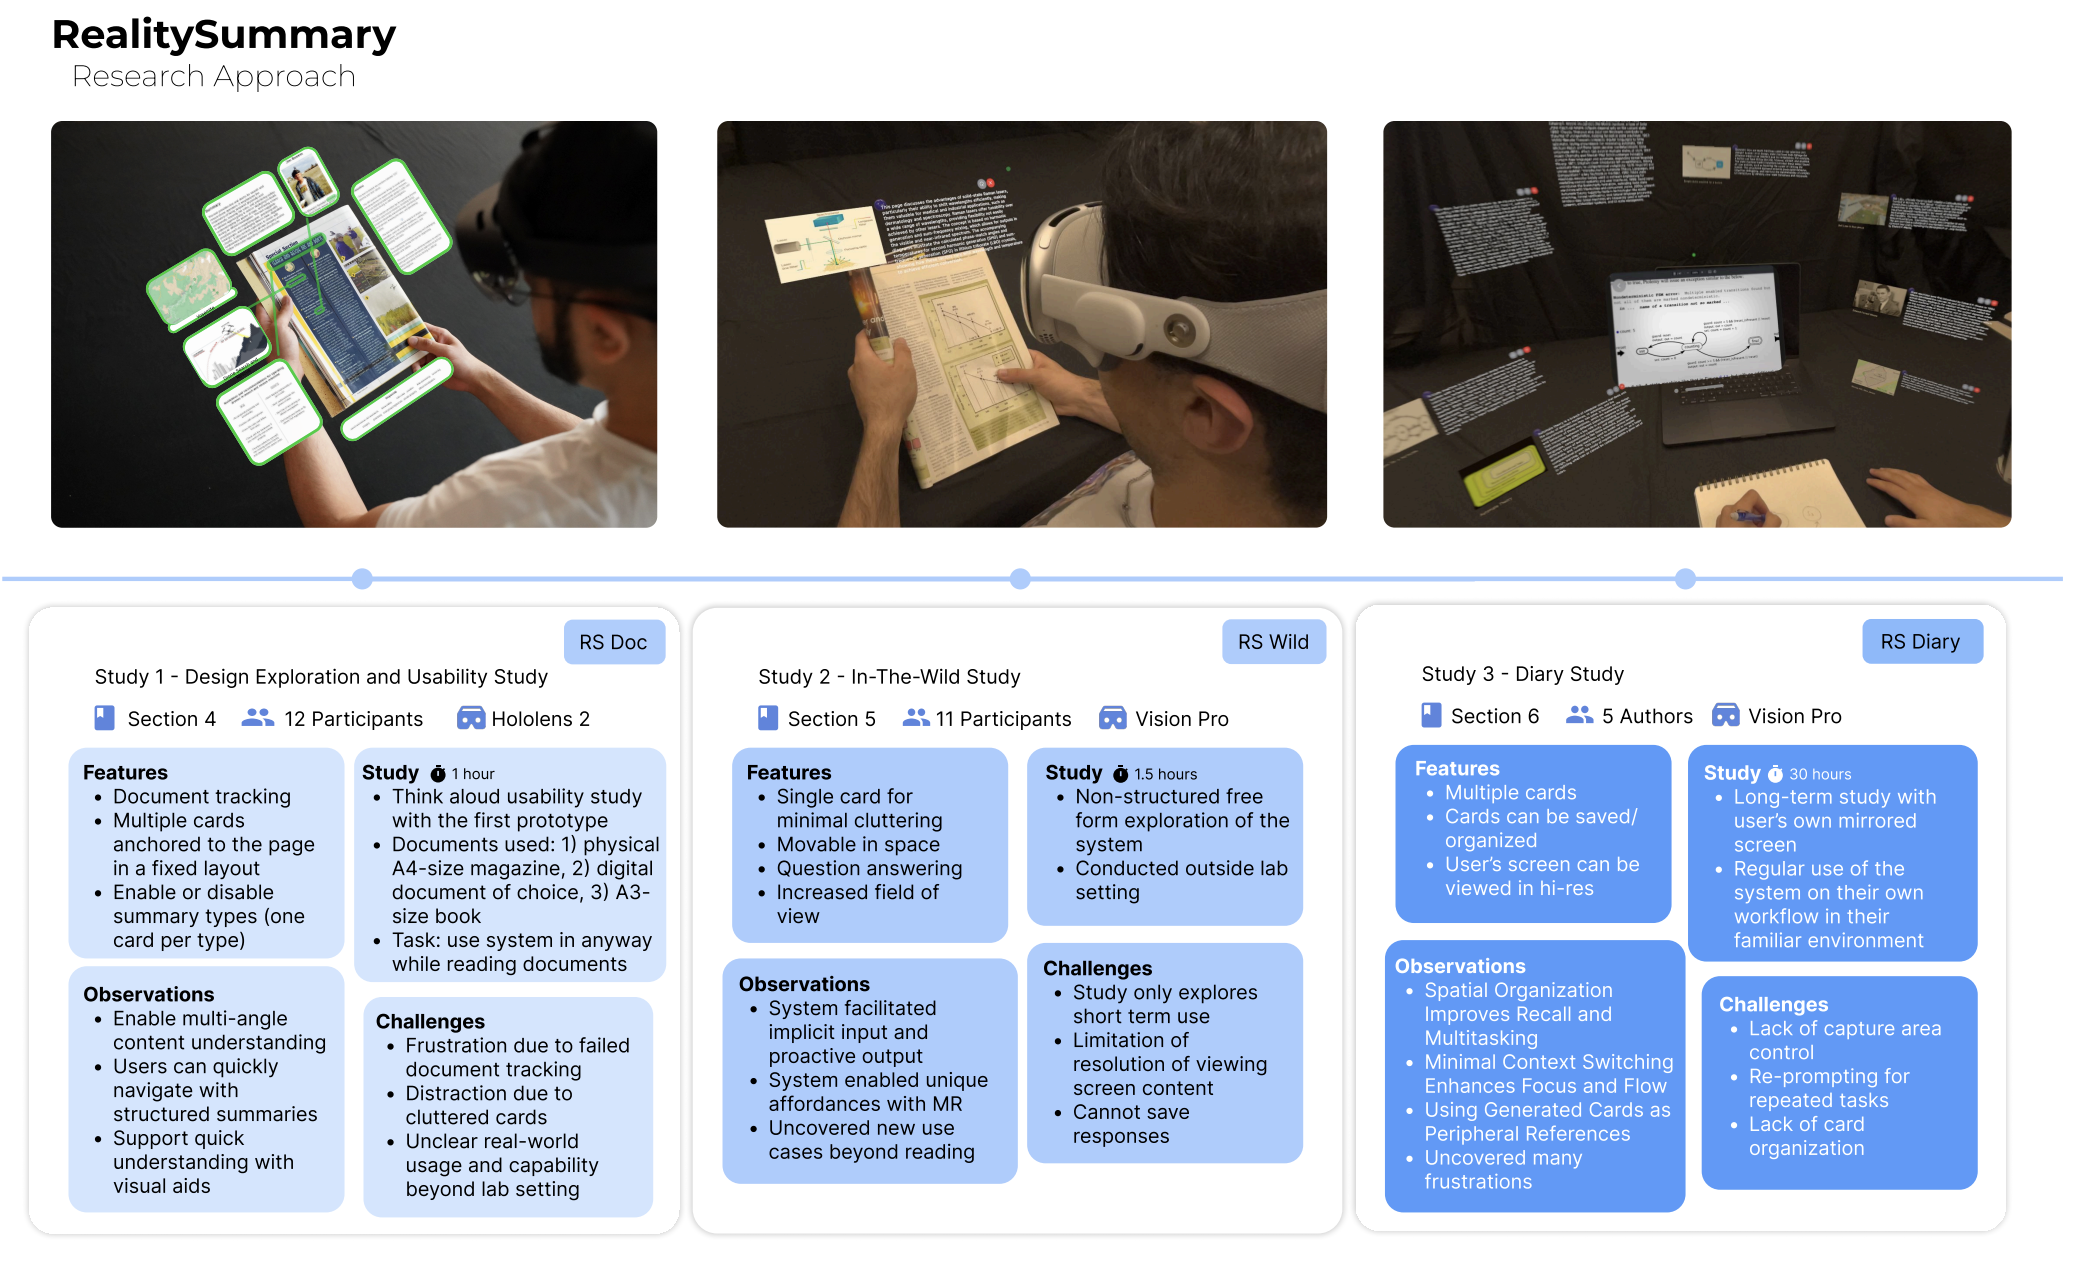 RealitySummary
Research Approach
RS Doc
Study 1 - Design Exploration and Usability Study
Section 4
12 Participants
Hololens 2
Features
• Document tracking
• Multiple cards
anchored to the page
in a fixed layout
• Enable or disable
summary types (one
card per type)
Study 1 hour
• Think aloud usability study
with the first prototype
• Documents used: 1) physical
A4-size magazine, 2) digital
document of choice, 3) A3-
size book
• Task: use system in anyway
while reading documents
Observations
• Enable multi-angle
content understanding
• Users can quickly
navigate with
structured summaries
• Support quick
understanding with
visual aids
Challenges
• Frustration due to failed
document tracking
• Distraction due to
cluttered cards
• Unclear real-world
usage and capability
beyond lab setting
RS Wild
Study 2 - In-The-Wild Study
Section 5
11 Participants
Vision Pro
Features
• Single card for
minimal cluttering
• Movable in space
• Question answering
• Increased field of
view
Study 1.5 hours
• Non-structured free
form exploration of the
system
• Conducted outside lab
setting
Observations
• System facilitated
implicit input and
proactive output
• System enabled unique
affordances with MR
• Uncovered new use
cases beyond reading
Challenges
• Study only explores
short term use
• Limitation of
resolution of viewing
screen content
• Cannot save
responses
RS Diary
Study 3 - Diary Study
Section 6
5 Authors
Vision Pro
Features
• Multiple cards
• Cards can be saved/
organized
• User's screen can be
viewed in hi-res
Study 30 hours
• Long-term study with
user's own mirrored
screen
• Regular use of the
system on their own
workflow in their
familiar environment
Observations
• Spatial Organization
Improves Recall and
Multitasking
• Minimal Context Switching
Enhances Focus and Flow
• Using Generated Cards as
Peripheral References
• Uncovered many
frustrations
Challenges
• Lack of capture area
control
• Re-prompting for
repeated tasks
• Lack of card
organization